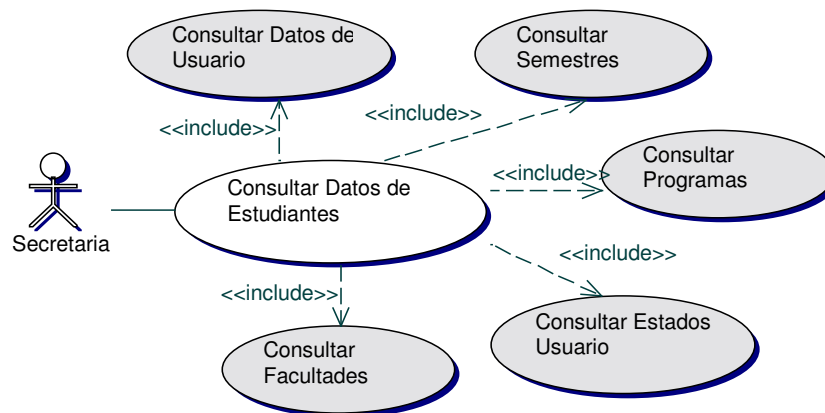 Consultar Datos de
Usuario
Consultar
Semestres
<<include>>
<<include>>
Consultar
Programas
<<include>>
Consultar Datos de
Estudiantes
Secretaria
<<include>>
<<include>>
Consultar Estados
Usuario
Consultar
Facultades